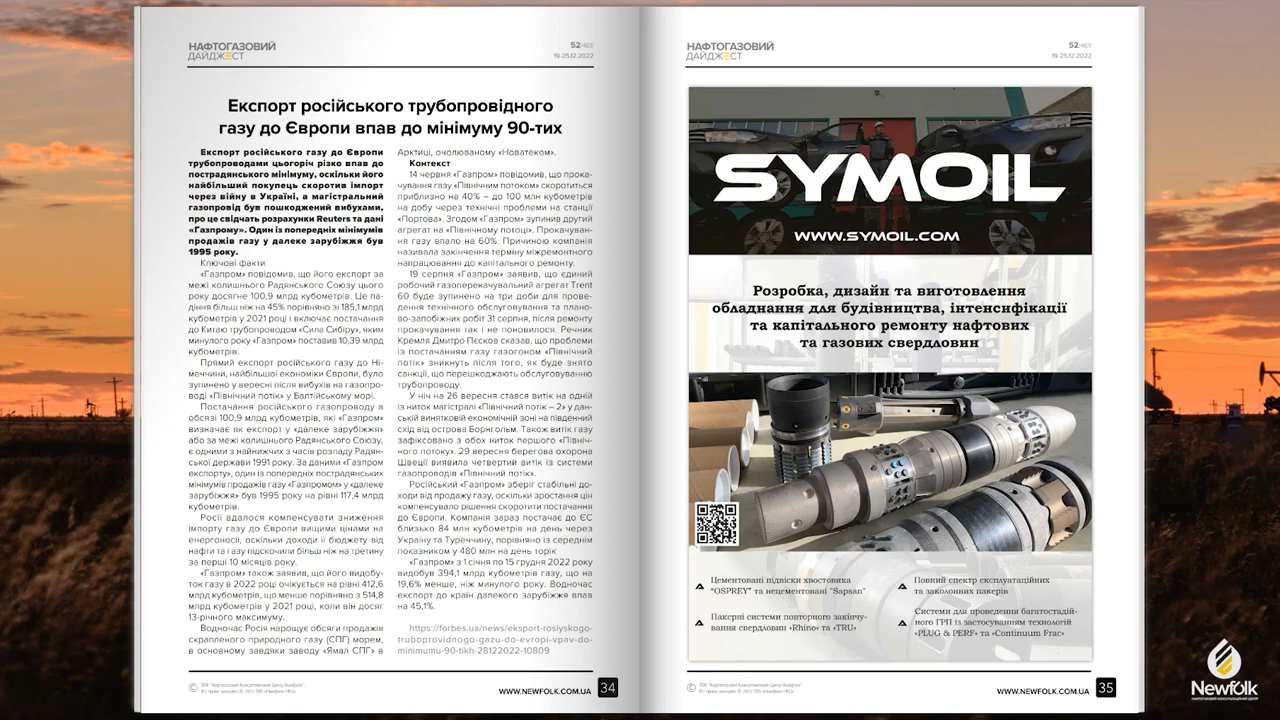 НАФТОГАЗОВИЙ
ДАЙДЖЕСТ
52/461/
19-25.12.2022
Експорт російського трубопровідного
газу до Європи впав до мінімуму 90-тих
Експорт російського газу до Європи
трубопроводами цьогоріч різко впав до
пострадянського мінімуму, оскільки його
найбільший покупець скоротив імпорт
через війну в Україні, а магістральний
газопровід був пошкоджений вибухами,
про це свідчать розрахунки Reuters та дані
«Газпрому». Один із попередніх мінімумів
продажів газу у далеке зарубіжжя був
1995 року.
Ключові факти
«Газпром» повідомив, що його експорт за
межі колишнього Радянського Союзу цього
року досягне 100,9 млрд кубометрів. Це па-
діння більш ніж на 45% порівняно зі 185,1 млрд
кубометрів у 2021 році і включає постачання
до Китаю трубопроводом «Сила Сибіру», яким
минулого року «Газпром» поставив 10,39 млрд
кубометрів.
Прямий експорт російського газу до Ні-
меччини, найбільшої економіки Європи, було
зупинено у вересні після вибухів на газопро-
воді «Північний потік» у Балтійському морі.
Постачання російського газопроводу в
обсязі 100,9 млрд кубометрів, які «Газпром»
визначає як експорт у «далеке зарубіжжя»
або за межі колишнього Радянського Союзу,
є одними з найнижчих з часів розпаду Радян-
ської держави 1991 року. За даними «Газпром
експорту», один із попередніх пострадянських
мінімумів продажів газу «Газпромом» у «далеке
зарубіжжя» був 1995 року на рівні 117,4 млрд
кубометрів.
Росії вдалося компенсувати зниження
імпорту газу до Європи вищими цінами на
енергоносії, оскільки доходи її бюджету від
нафти та газу підскочили більш ніж на третину
за перші 10 місяців року.
«Газпром» також заявив, що його видобу-
ток газу в 2022 році очікується на рівні 412,6
млрд кубометрів, що менше порівняно з 514,8
млрд кубометрів у 2021 році, коли він досяг
13-річного максимуму.
Водночас Росія нарощує обсяги продажів
скрапленого природного газу (СПГ) морем,
в основному завдяки заводу «Ямал СПГ» в
Арктиці, очолюваному «Новатеком».
Контекст
14 червня «Газпром» повідомив, що прока-
чування газу «Північним потоком» скоротиться
приблизно на 40% – до 100 млн кубометрів
на добу через технічні проблеми на станції
«Портова». Згодом «Газпром» зупинив другий
агрегат на «Північному потоці». Прокачуван-
ня газу впало на 60%. Причиною компанія
називала закінчення терміну міжремонтного
напрацювання до капітального ремонту.
19 серпня «Газпром» заявив, що єдиний
робочий газоперекачувальний агрегат Trent
60 буде зупинено на три доби для прове-
дення технічного обслуговування та плано-
во-запобіжних робіт 31 серпня, після ремонту
прокачування так і не поновилося. Речник
Кремля Дмитро Пєсков сказав, що проблеми
із постачанням газу газогоном «Північний
потік» зникнуть після того, як буде знято
санкції, що перешкоджають обслуговуванню
трубопроводу.
У ніч на 26 вересня стався витік на одній
із ниток магістралі «Північний потік – 2» у дан-
ській винятковій економічній зоні на південний
схід від острова Борнгольм. Також витік газу
зафіксовано з обох ниток першого «Північ-
ного потоку». 29 вересня берегова охорона
Швеції виявила четвертий витік із системи
газопроводів «Північний потік».
Російський «Газпром» зберіг стабільні до-
ходи від продажу газу, оскільки зростання цін
компенсувало рішення скоротити постачання
до Європи. Компанія зараз постачає до ЄС
близько 84 млн кубометрів на день через
Україну та Туреччину, порівняно із середнім
показником у 480 млн на день торік
«Газпром» з 1 січня по 15 грудня 2022 року
видобув 394,1 млрд кубометрів газу, що на
19,6% менше, ніж минулого року. Водночас
експорт до країн далекого зарубіжжя впав
на 45,1%.
https://forbes.ua/news/eksport-rosiyskogo-
truboprovidnogo-gazu-do-evropi-vpav-do-
minimumu-90-tikh-28122022-10809
© ТОВ "Нафтогазовий Консалтинговий Центр Ньюфолк".
Всі права захищені © 2022 ТОВ «Ньюфолк НКЦ»
WWW.NEWFOLK.COM.UA 34
НАФТОГАЗОВИЙ
ДАЙДЖЕСТ
52/461/
19-25.12.2022
SYMOIL
WWW.SYMOIL.COM
Розробка, дизайн та виготовлення
обладнання для будівництва, інтенсифікації
та капітального ремонту нафтових
та газових свердловин
Цементовані підвіски хвостовика
"OSPREY" та нецементовані "Sapsan"
Пакерні системи повторного закінчу-
вання свердловин «Rhino» та «TRU»
Повний спектр експлуатаційних
та заколонних пакерів
Системи для проведення багатостадій-
ного ГРП із застосуванням технологій
«PLUG & PERF» та «Continuum Frac»
© ТОВ "Нафтогазовий Консалтинговий Центр Ньюфолк".
Всі права захищені © 2022 ТОВ «Ньюфолк НКЦ»
WWW.NEWFOLK.COM.UA 35
Newfolk
НАФТОГАЗОВИЙ КОНСАЛТИНГОВИЙ ЦЕНТР